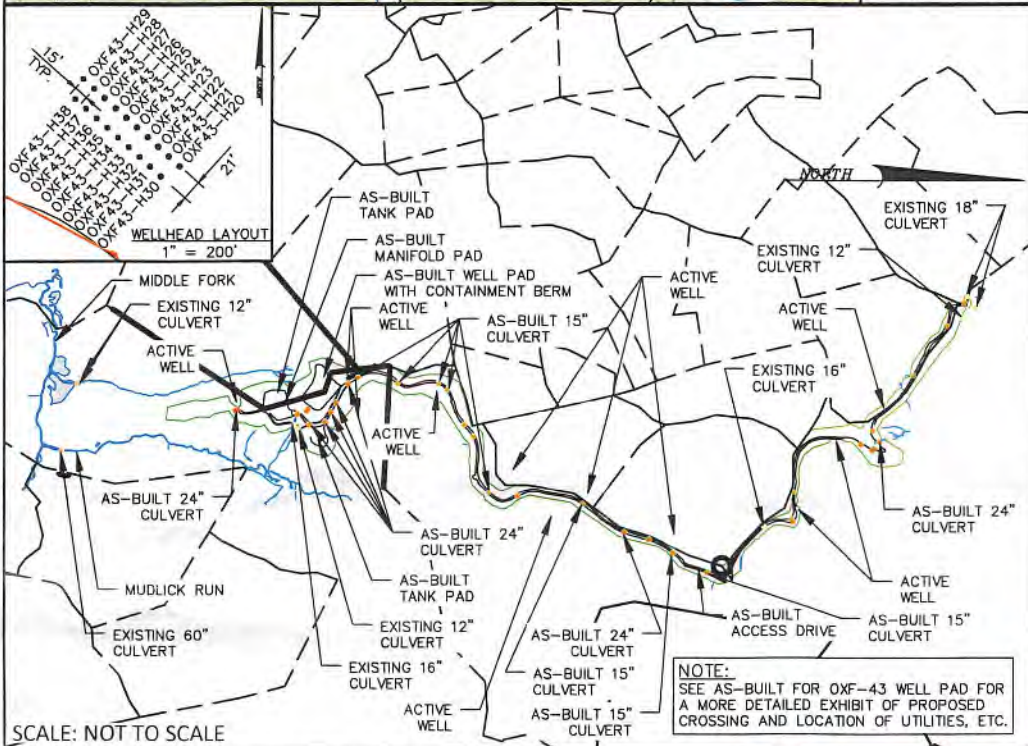 15'
TYP.
OXF43-H29
OXF43-H28
OXF43-H27
OXF43-H26
OXF43-H25
OXF43-H24
OXF43-H23
OXF43-H22
OXF43-H21
OXF43-H20
OXF43-H38
OXF43-H37
OXF43-H36
OXF43-H35
OXF43-H34
OXF43-H33
OXF43-H32
OXF43-H31
OXF43-H30
21'
WELLHEAD LAYOUT
1" = 200'
NORTH
MIDDLE FORK
EXISTING 12"
CULVERT
ACTIVE
WELL
AS-BUILT
TANK PAD
AS-BUILT
MANIFOLD PAD
AS-BUILT WELL PAD
WITH CONTAINMENT BERM
ACTIVE
WELL
AS-BUILT 15"
CULVERT
ACTIVE
WELL
EXISTING 12"
CULVERT
EXISTING 18"
CULVERT
ACTIVE
WELL
EXISTING 16"
CULVERT
ACTIVE
WELL
AS-BUILT 24"
CULVERT
MUDLICK RUN
EXISTING 60"
CULVERT
AS-BUILT 24"
CULVERT
AS-BUILT
TANK PAD
EXISTING 12"
CULVERT
EXISTING 16"
CULVERT
ACTIVE
WELL
AS-BUILT 24"
CULVERT
AS-BUILT 15"
CULVERT
AS-BUILT 15"
CULVERT
AS-BUILT
ACCESS DRIVE
AS-BUILT 15"
CULVERT
ACTIVE
WELL
AS-BUILT 24"
CULVERT
NOTE:
SEE AS-BUILT FOR OXF-43 WELL PAD FOR
A MORE DETAILED EXHIBIT OF PROPOSED
CROSSING AND LOCATION OF UTILITIES, ETC.
SCALE: NOT TO SCALE